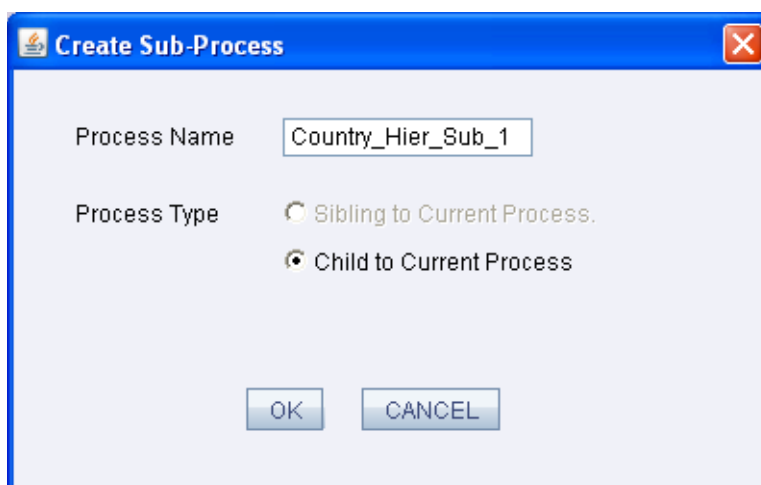 Create Sub-Process
Process Name Country_Hier_Sub_1
Process Type Sibling to Current Process.
Child to Current Process
OK CANCEL